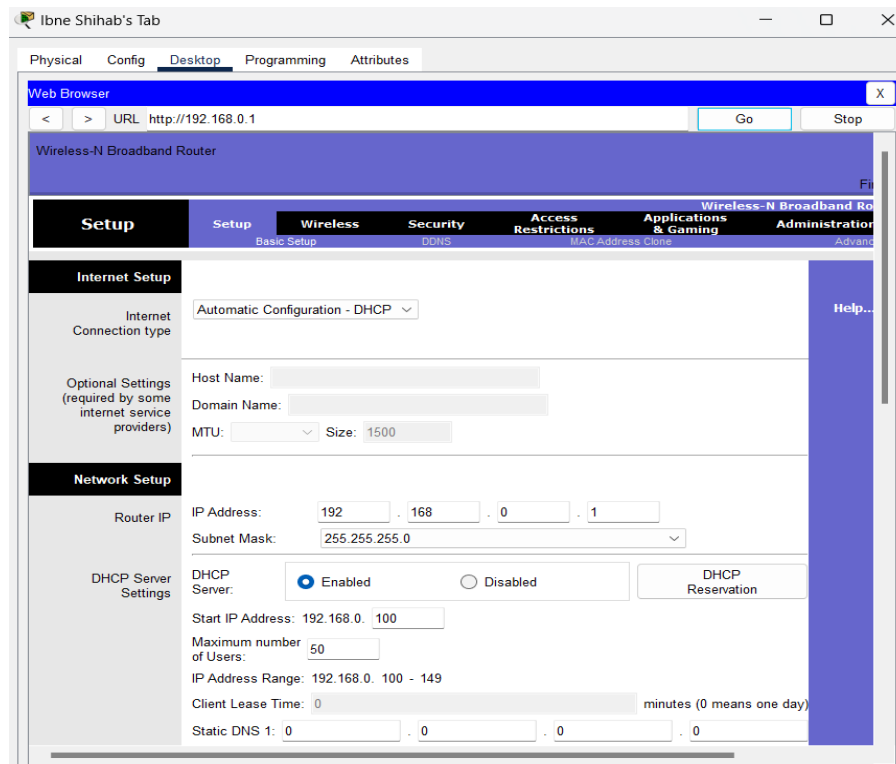 Ibne Shihab's Tab
Physical Config Desktop Programming Attributes
Web Browser X
< > URL http://192.168.0.1 Go Stop
Wireless-N Broadband Router
Wireless-N Broadband Ro
Setup Setup Wireless Security Access Restrictions Applications & Gaming Administration
Basic Setup DDNS MAC Address Clone Advanc
Internet Setup
Internet Connection type Automatic Configuration - DHCP Help...
Optional Settings
(required by some
internet service
providers)
Host Name:
Domain Name:
MTU: Size: 1500
Network Setup
Router IP IP Address: 192 . 168 . 0 . 1
Subnet Mask: 255.255.255.0
DHCP Server
Settings
DHCP
Server:
Enabled Disabled
DHCP
Reservation
Start IP Address: 192.168.0. 100
Maximum number
of Users:
50
IP Address Range: 192.168.0. 100 - 149
Client Lease Time: 0 minutes (0 means one day)
Static DNS 1: 0 . 0 . 0 . 0